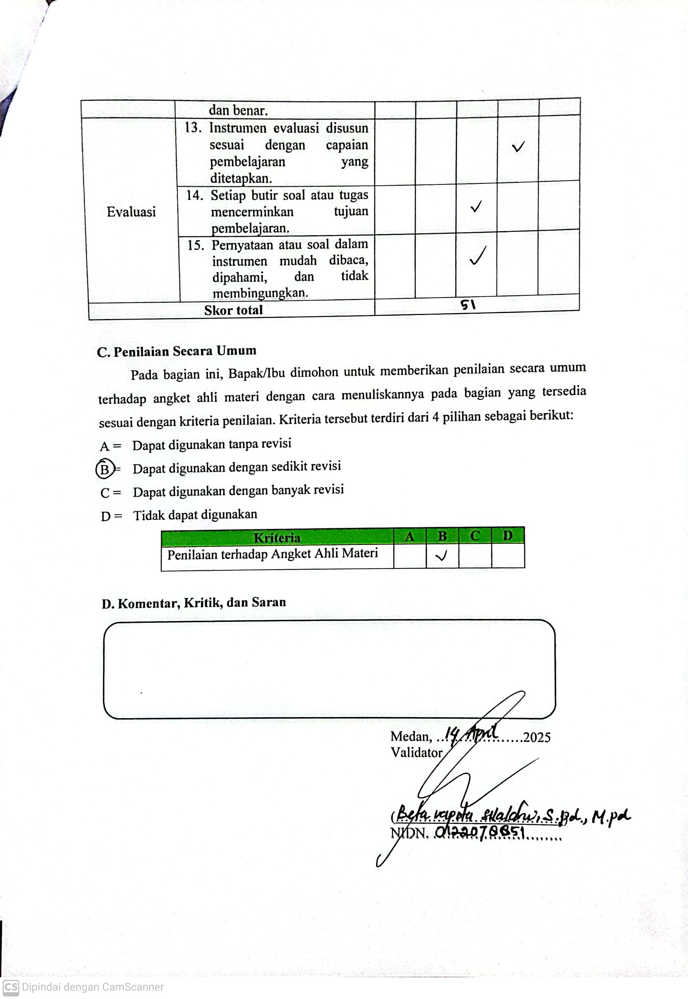 dan benar.
13. Instrumen evaluasi disusun
sesuai dengan capaian
pembelajaran yang
ditetapkan.
✓
Evaluasi
14. Setiap butir soal atau tugas
mencerminkan tujuan
pembelajaran.
✓
15. Pernyataan atau soal dalam
instrumen mudah dibaca,
dipahami, dan tidak
membingungkan.
✓
Skor total 51
C. Penilaian Secara Umum
Pada bagian ini, Bapak/Ibu dimohon untuk memberikan penilaian secara umum
terhadap angket ahli materi dengan cara menuliskannya pada bagian yang tersedia
sesuai dengan kriteria penilaian. Kriteria tersebut terdiri dari 4 pilihan sebagai berikut:
A = Dapat digunakan tanpa revisi
B = Dapat digunakan dengan sedikit revisi
C = Dapat digunakan dengan banyak revisi
D = Tidak dapat digunakan
Kriteria A B C D
Penilaian terhadap Angket Ahli Materi ✓
D. Komentar, Kritik, dan Saran
Medan, 14 April 2025
Validator
(Beta S.Pd., M.pd
NIDN.
CS Dipindai dengan CamScanner